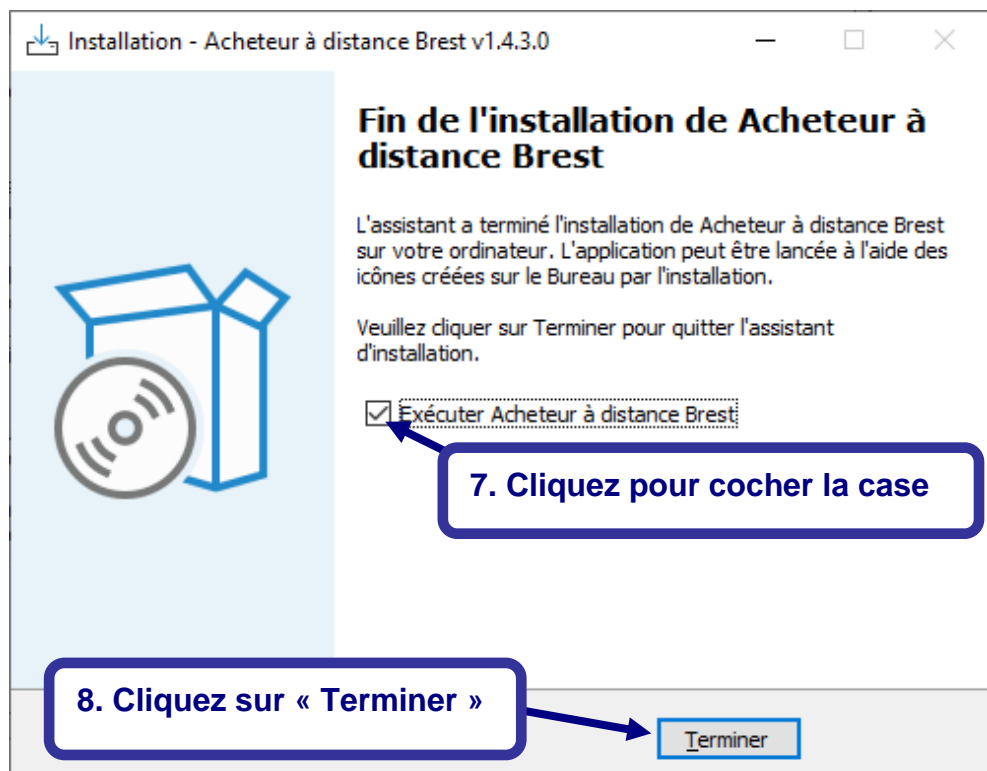 Installation - Acheteur à distance Brest v1.4.3.0
Fin de l'installation de Acheteur à
distance Brest
L'assistant a terminé l'installation de Acheteur à distance Brest
sur votre ordinateur. L'application peut être lancée à l'aide des
icônes créées sur le Bureau par l'installation.
Veuillez cliquer sur Terminer pour quitter l'assistant
d'installation.
Exécuter Acheteur à distance Brest
7. Cliquez pour cocher la case
8. Cliquez sur « Terminer »
Terminer